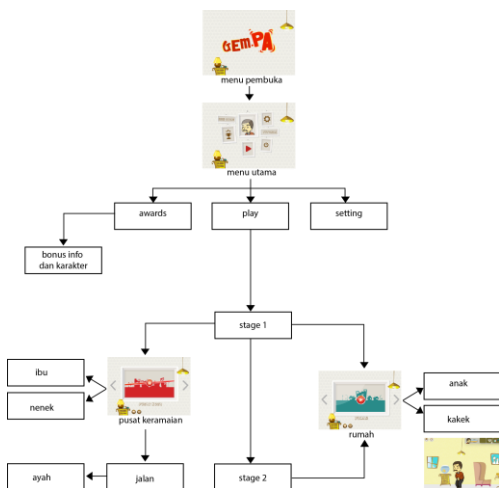 GEMPA
menu pembuka
menu utama
awards
play
setting
bonus info
dan karakter
stage 1
ibu
nenek
pusat keramaian
anak
kakek
rumah
ayah
jalan
stage 2